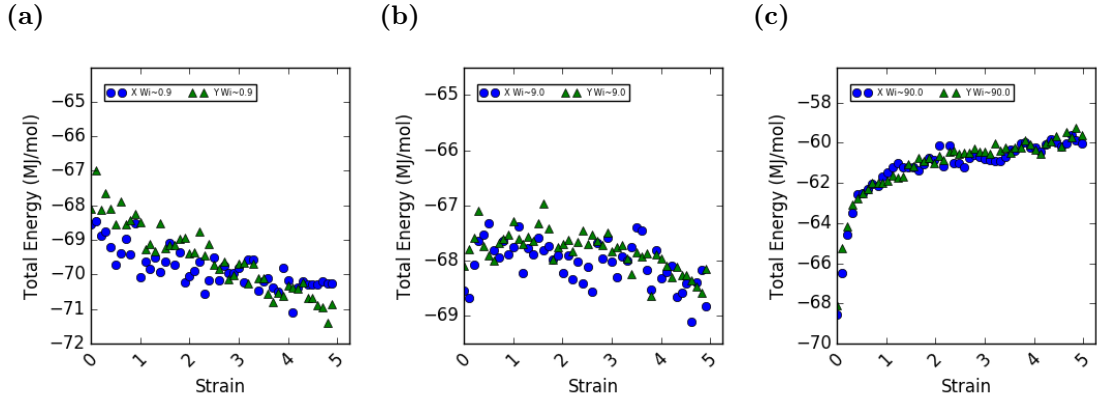 (a)
Total Energy (MJ/mol)
−65
−66
−67
−68
−69
−70
−71
−72
X Wi~0.9 Y Wi~0.9
0 1 2 3 4 5
Strain
(b)
Total Energy (MJ/mol)
−65
−66
−67
−68
−69
X Wi~9.0 Y Wi~9.0
0 1 2 3 4 5
Strain
(c)
Total Energy (MJ/mol)
−58
−60
−62
−64
−66
−68
−70
X Wi~90.0 Y Wi~90.0
0 1 2 3 4 5
Strain